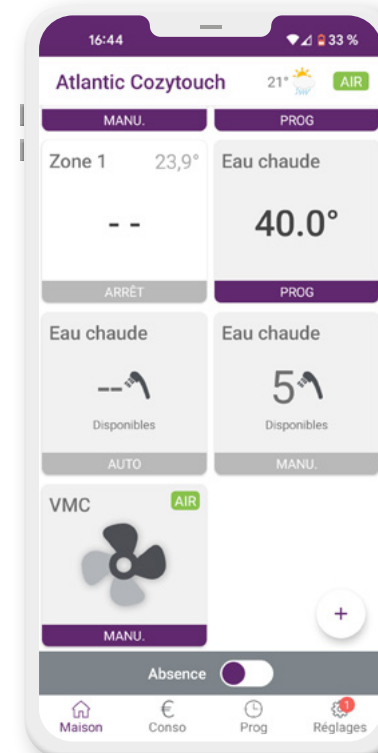 16:44 33 %
Atlantic Cozytouch 21° AIR
MANU. PROG
Zone 1 23,9° Eau chaude
- - 40.0°
ARRÊT PROG
Eau chaude Eau chaude
-- 5
Disponibles Disponibles
AUTO MANU.
VMC AIR
+
MANU.
Absence
€ 1
Maison Conso Prog Réglages